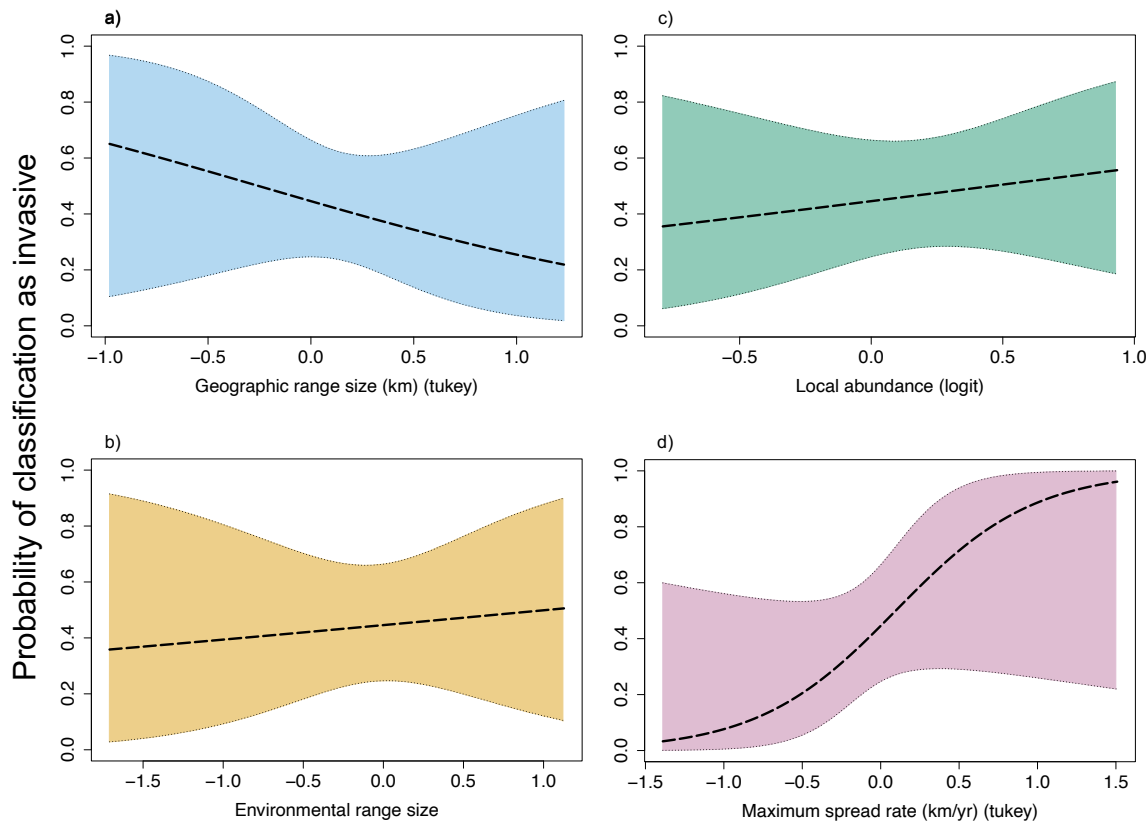 Probability of classification as invasive
a)
1.0
0.8
0.6
0.4
0.2
0.0
−1.0 −0.5 0.0 0.5 1.0
Geographic range size (km) (tukey)
c)
1.0
0.8
0.6
0.4
0.2
0.0
−0.5 0.0 0.5 1.0
Local abundance (logit)
b)
1.0
0.8
0.6
0.4
0.2
0.0
−1.5 −1.0 −0.5 0.0 0.5 1.0
Environmental range size
d)
1.0
0.8
0.6
0.4
0.2
0.0
−1.5 −1.0 −0.5 0.0 0.5 1.0 1.5
Maximum spread rate (km/yr) (tukey)